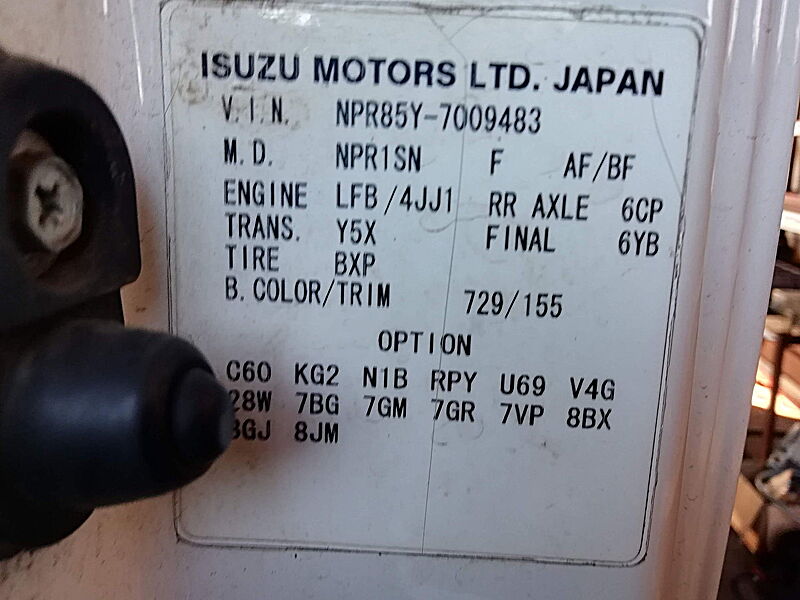 ISUZU MOTORS LTD. JAPAN
V.I.N. NPR85Y-7009483
M.D. NPR1SN F AF/BF
ENGINE LFB/4JJ1 RR AXLE 6CP
TRANS. Y5X FINAL 6YB
TIRE BXP
B.COLOR/TRIM 729/155
OPTION
C60 KG2 N1B RPY U69 V4G
28W 7BG 7GM 7GR 7VP 8BX
8JM